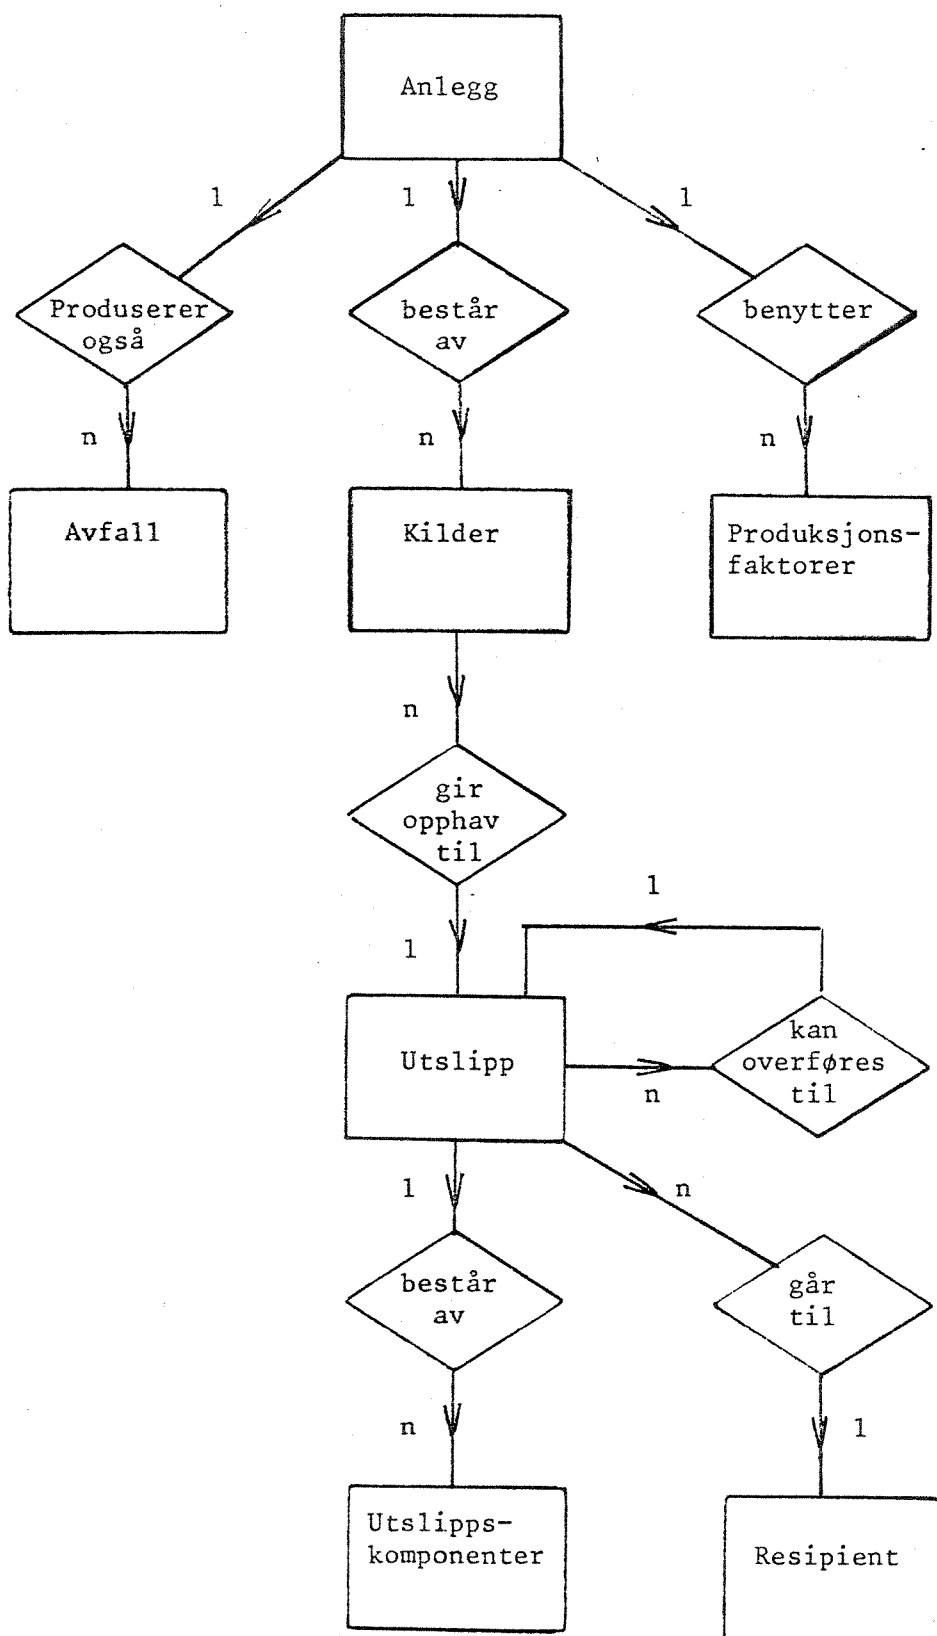 Anlegg
1
1
1
Produserer
også
består
av
benytter
n
n
n
Avfall
Kilder
Produksjons-
faktorer
n
gir
opphav
til
1
1
Utslipp
kan
overføres
til
n
1
n
består
av
går
til
n
1
Utslipps-
komponenter
Resipient